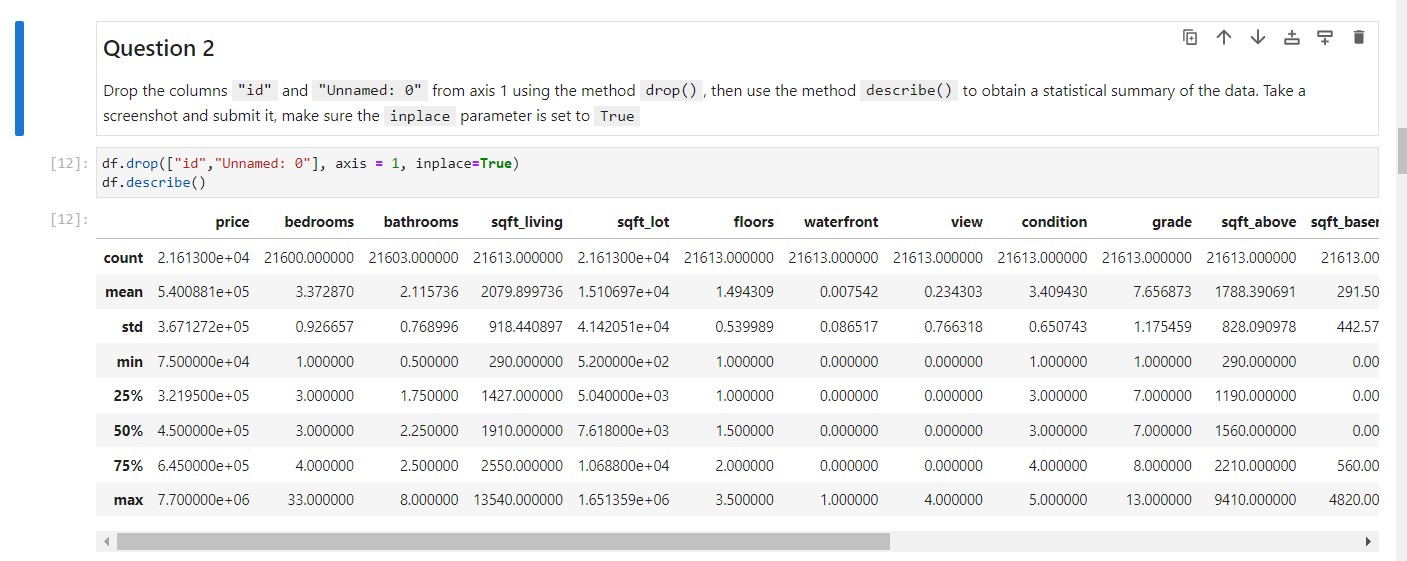 Question 2
Drop the columns "id" and "Unnamed: 0" from axis 1 using the method drop(), then use the method describe() to obtain a statistical summary of the data. Take a
screenshot and submit it, make sure the inplace parameter is set to True
[12]: df.drop(["id","Unnamed: 0"], axis = 1, inplace=True)
df.describe()
[12]: price bedrooms bathrooms sqft_living sqft_lot floors waterfront view condition grade sqft_above sqft_baser
count 2.161300e+04 21600.000000 21603.000000 21613.000000 2.161300e+04 21613.000000 21613.000000 21613.000000 21613.000000 21613.000000 21613.000000 21613.00
mean 5.400881e+05 3.372870 2.115736 2079.899736 1.510697e+04 1.494309 0.007542 0.234303 3.409430 7.656873 1788.390691 291.50
std 3.671272e+05 0.926657 0.768996 918.440897 4.142051e+04 0.539989 0.086517 0.766318 0.650743 1.175459 828.090978 442.57
min 7.500000e+04 1.000000 0.500000 290.000000 5.200000e+02 1.000000 0.000000 0.000000 1.000000 1.000000 290.000000 0.00
25% 3.219500e+05 3.000000 1.750000 1427.000000 5.040000e+03 1.000000 0.000000 0.000000 3.000000 7.000000 1190.000000 0.00
50% 4.500000e+05 3.000000 2.250000 1910.000000 7.618000e+03 1.500000 0.000000 0.000000 3.000000 7.000000 1560.000000 0.00
75% 6.450000e+05 4.000000 2.500000 2550.000000 1.068800e+04 2.000000 0.000000 0.000000 4.000000 8.000000 2210.000000 560.00
max 7.700000e+06 33.000000 8.000000 13540.000000 1.651359e+06 3.500000 1.000000 4.000000 5.000000 13.000000 9410.000000 4820.00